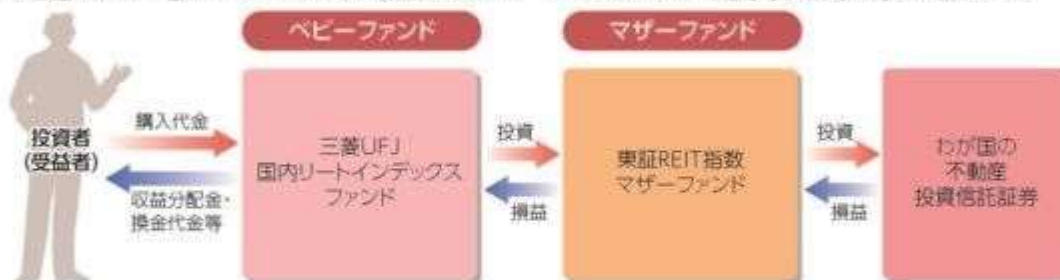 ベビーファンド
マザーファンド
投資者
(受益者)
購入代金
収益分配金・
換金代金等
三菱UFJ
国内リートインデックス
ファンド
投資
損益
東証REIT指数
マザーファンド
投資
損益
わが国の
不動産
投資信託証券